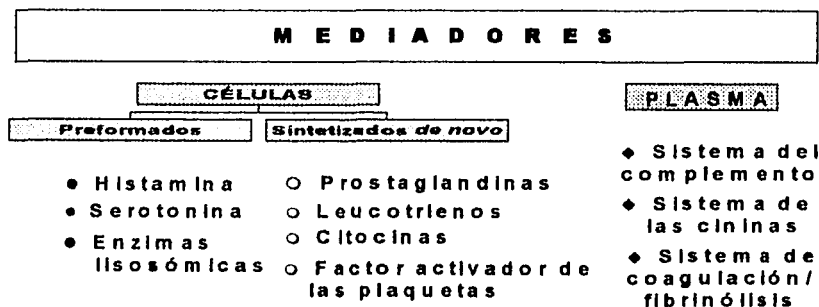 MEDIADORES
CÉLULAS
Preformados
Sintetizados de novo
• Histamina
• Serotonina
• Enzimas
lisosómicas
○ Prostaglandinas
○ Leucotrienos
○ Citocinas
○ Factor activador de
las plaquetas
PLASMA
◆ Sistema del
complemento
◆ Sistema de
las cininas
◆ Sistema de
coagulación/
fibrinólisis